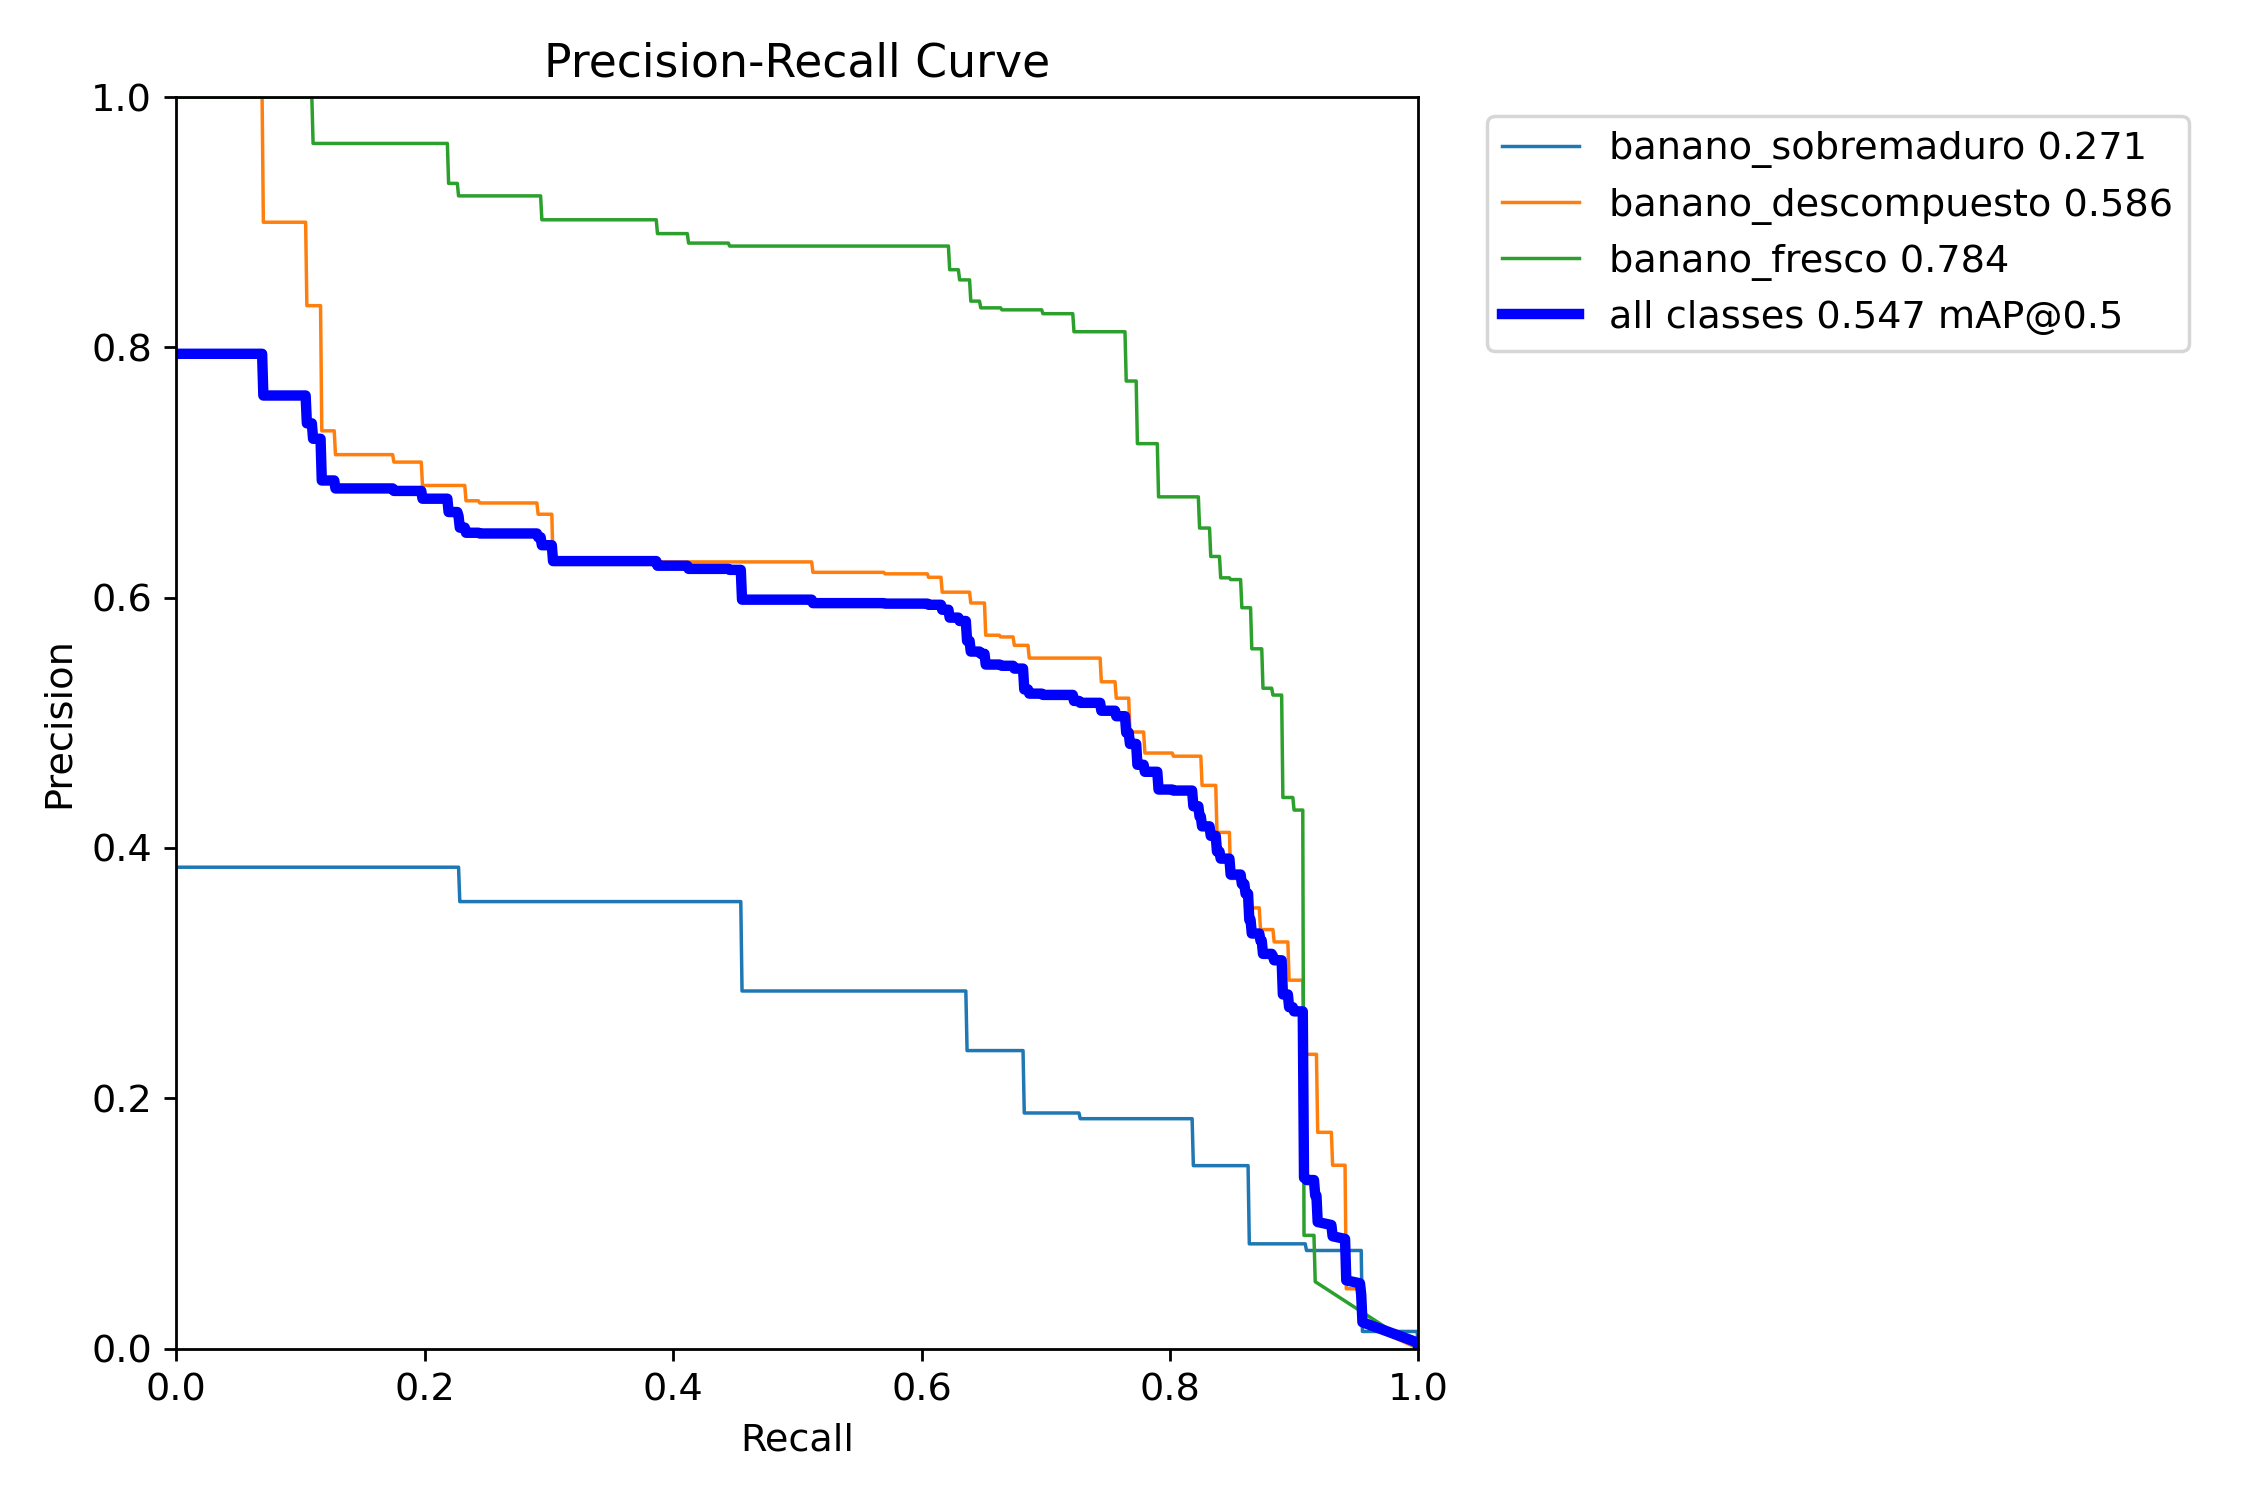 Precision-Recall Curve
1.0
0.8
0.6
0.4
0.2
0.0
Precision
0.0 0.2 0.4 0.6 0.8 1.0
Recall
banano_sobremaduro 0.271
banano_descompuesto 0.586
banano_fresco 0.784
all classes 0.547 mAP@0.5